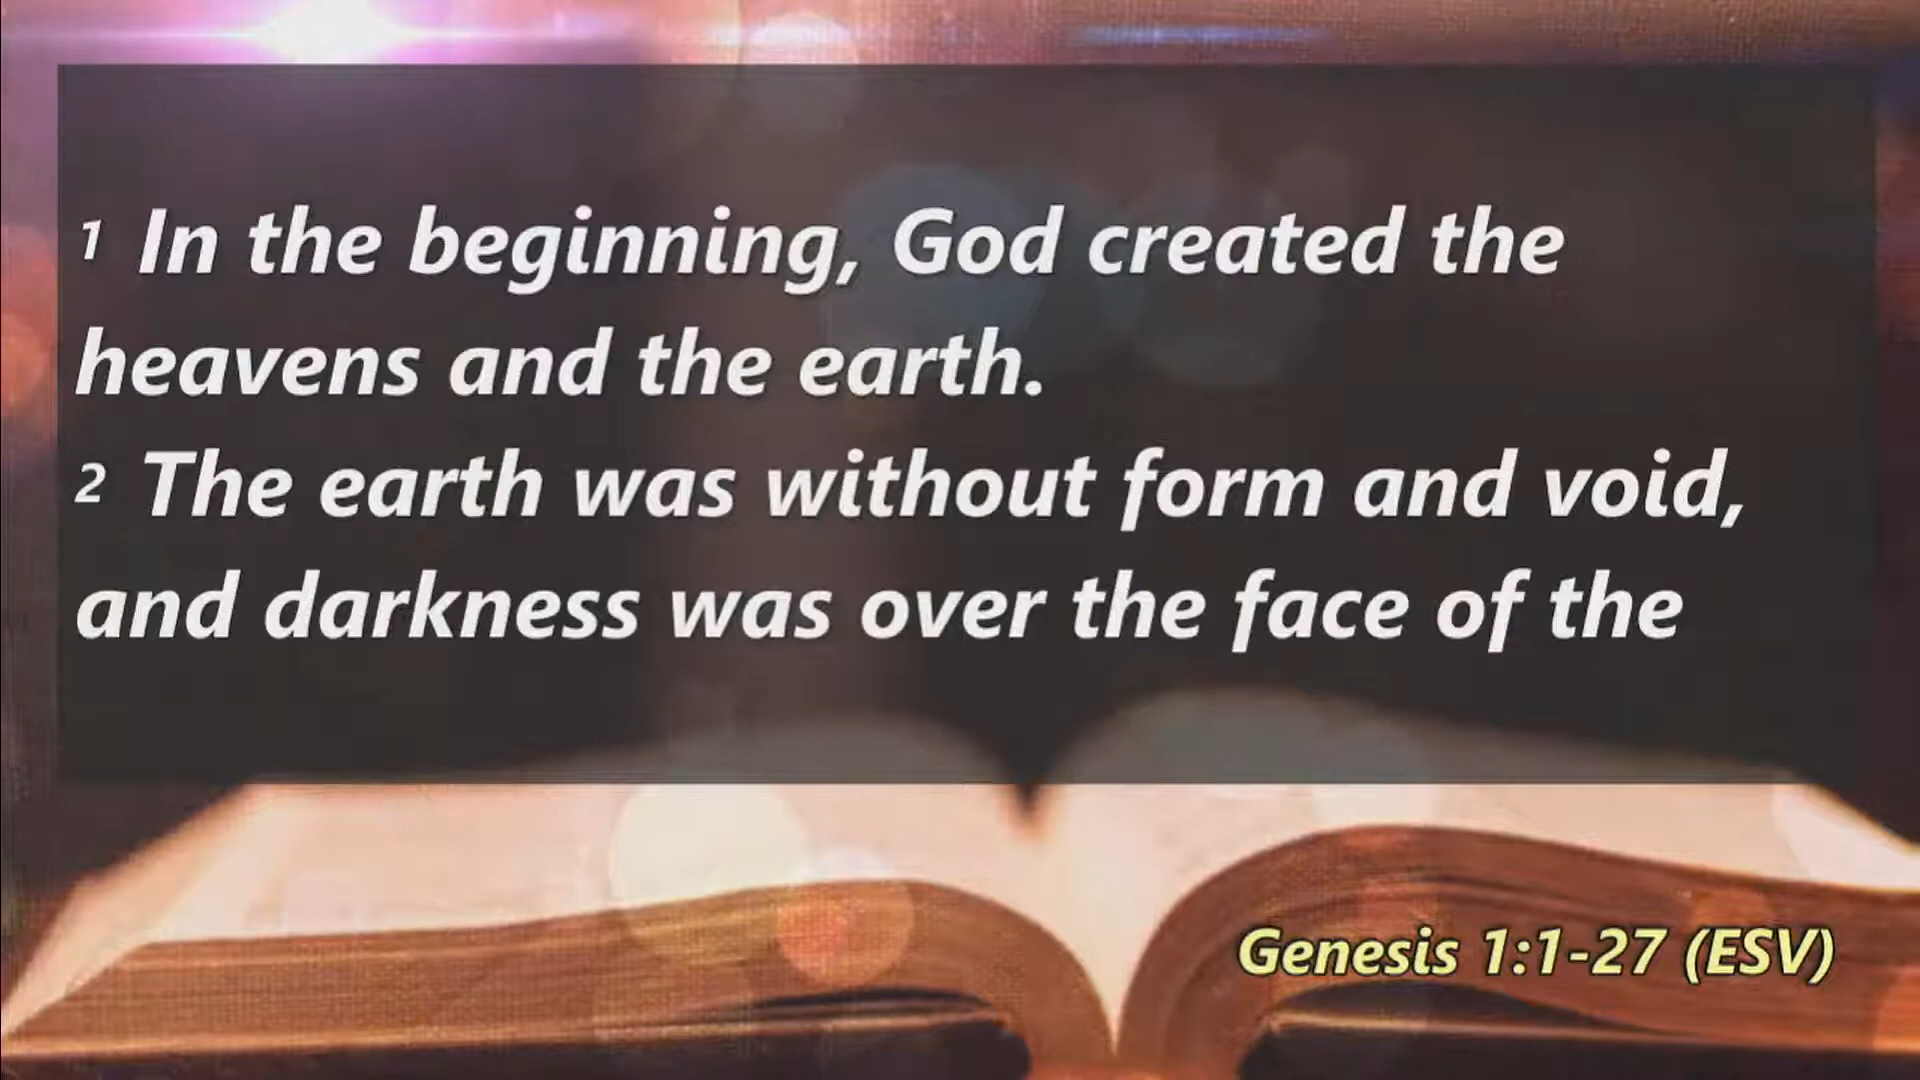 1 In the beginning, God created the
heavens and the earth.
2 The earth was without form and void,
and darkness was over the face of the
Genesis 1:1-27 (ESV)